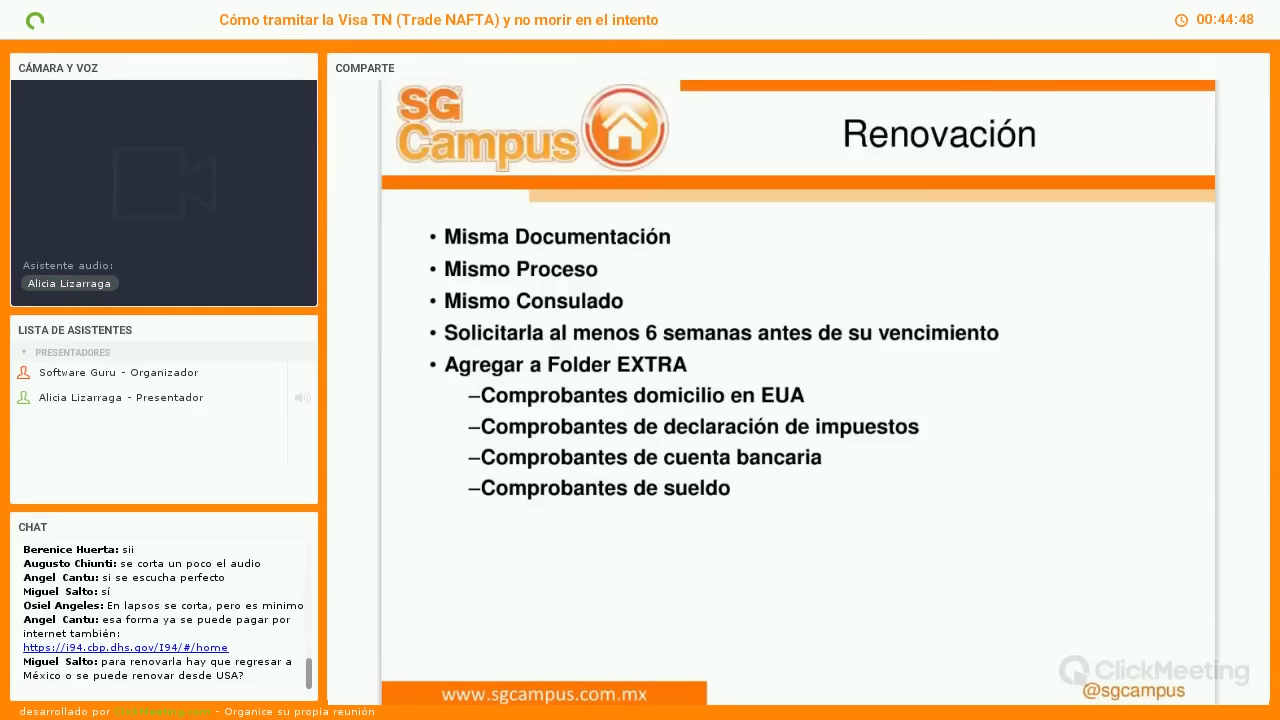 Cómo tramitar la Visa TN (Trade NAFTA) y no morir en el intento
00:44:48
CÁMARA Y VOZ
Asistente audio:
Alicia Lizarraga
LISTA DE ASISTENTES
PRESENTADORES
Software Guru - Organizador
Alicia Lizarraga - Presentador
CHAT
Berenice Huerta: sii
Augusto Chiunti: se corta un poco el audio
Angel Cantu: si se escucha perfecto
Miguel Salto: sí
Osiel Angeles: En lapsos se corta, pero es minimo
Angel Cantu: esa forma ya se puede pagar por
internet también:
https://i94.cbp.dhs.gov/I94/#/home
Miguel Salto: para renovarla hay que regresar a
México o se puede renovar desde USA?
COMPARTE
SG
Campus
Renovación
• Misma Documentación
• Mismo Proceso
• Mismo Consulado
• Solicitarla al menos 6 semanas antes de su vencimiento
• Agregar a Folder EXTRA
–Comprobantes domicilio en EUA
–Comprobantes de declaración de impuestos
–Comprobantes de cuenta bancaria
–Comprobantes de sueldo
www.sgcampus.com.mx
ClickMeeting
@sgcampus
desarrollado por ClickMeeting.com - Organice su propia reunión